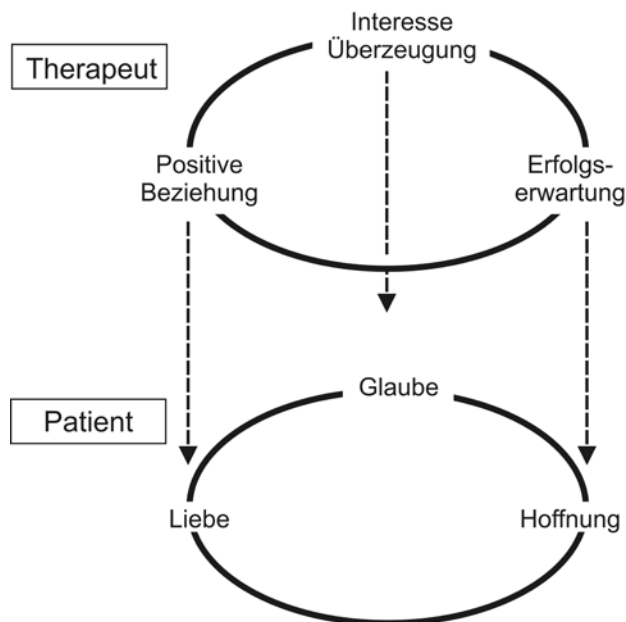 Interesse
Überzeugung
Therapeut
Positive
Beziehung
Erfolgs-
erwartung
Glaube
Patient
Liebe
Hoffnung